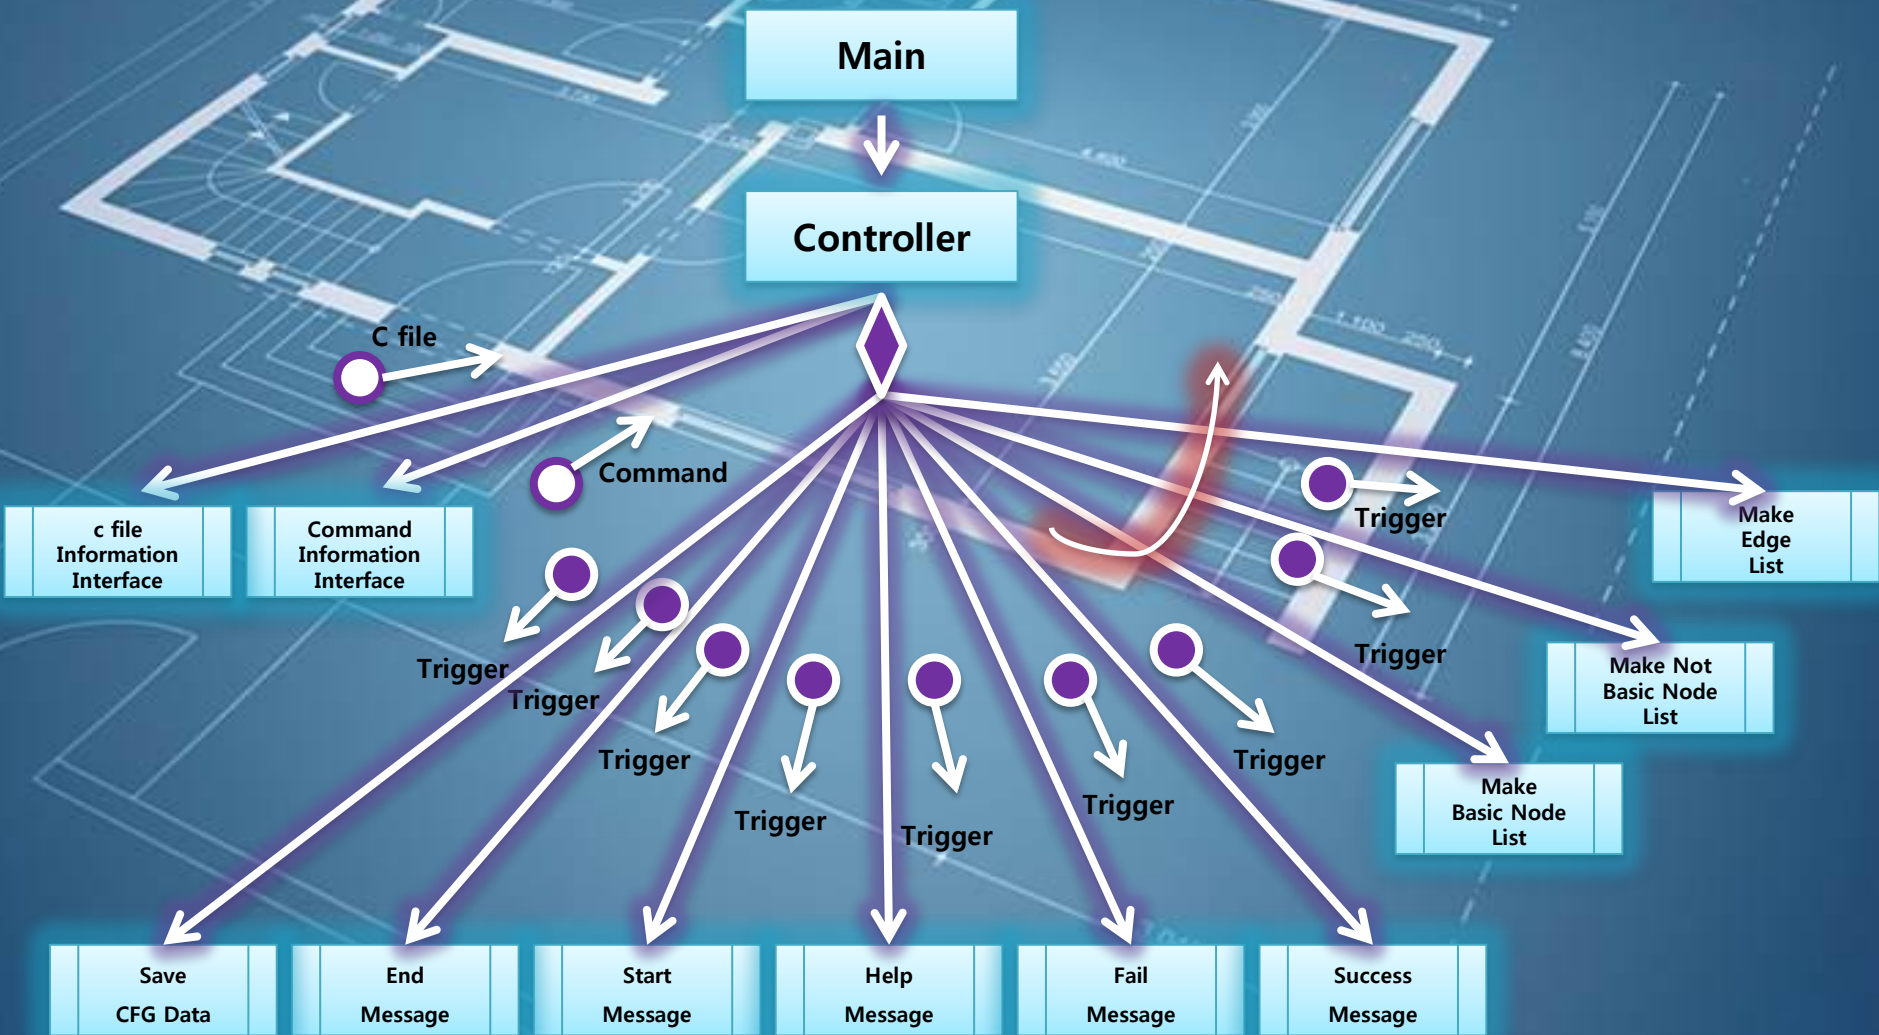 Main
Controller
C file
Command
c file
Information
Interface
Command
Information
Interface
Trigger
Make
Edge
List
Trigger
Trigger
Trigger
Make Not
Basic Node
List
Trigger
Trigger
Make
Basic Node
List
Trigger
Trigger
Trigger
Save
CFG Data
End
Message
Start
Message
Help
Message
Fail
Message
Success
Message